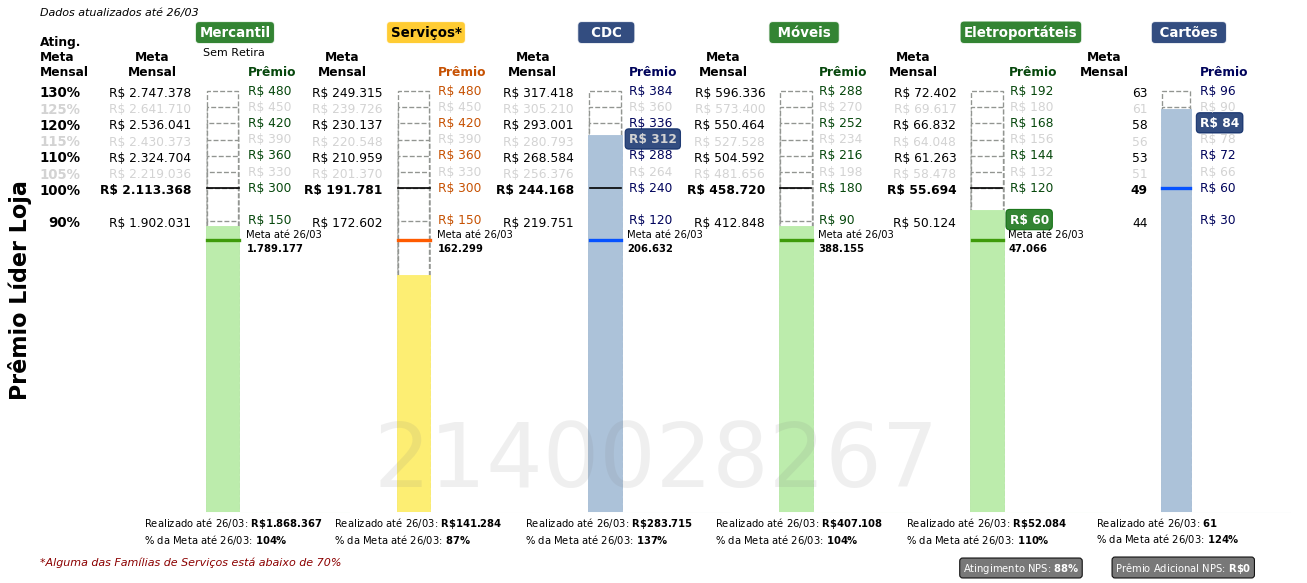 Dados atualizados até 26/03
Mercantil Serviços* CDC Móveis Eletroportáteis Cartões
Ating. Meta Mensal
Sem Retira
Meta Mensal Prêmio Meta Mensal Prêmio Meta Mensal Prêmio Meta Mensal Prêmio Meta Mensal Prêmio Meta Mensal Prêmio
130% R$ 2.747.378 R$ 480 R$ 249.315 R$ 480 R$ 317.418 R$ 384 R$ 596.336 R$ 288 R$ 72.402 R$ 192 63 R$ 96
125% R$ 2.641.710 R$ 450 R$ 239.726 R$ 450 R$ 305.210 R$ 360 R$ 573.400 R$ 270 R$ 69.617 R$ 180 61 R$ 90
120% R$ 2.536.041 R$ 420 R$ 230.137 R$ 420 R$ 293.001 R$ 336 R$ 550.464 R$ 252 R$ 66.832 R$ 168 58 R$ 84
115% R$ 2.430.373 R$ 390 R$ 220.548 R$ 390 R$ 280.793 R$ 312 R$ 527.528 R$ 234 R$ 64.048 R$ 156 56 R$ 78
110% R$ 2.324.704 R$ 360 R$ 210.959 R$ 360 R$ 268.584 R$ 288 R$ 504.592 R$ 216 R$ 61.263 R$ 144 53 R$ 72
105% R$ 2.219.036 R$ 330 R$ 201.370 R$ 330 R$ 256.376 R$ 264 R$ 481.656 R$ 198 R$ 58.478 R$ 132 51 R$ 66
100% R$ 2.113.368 R$ 300 R$ 191.781 R$ 300 R$ 244.168 R$ 240 R$ 458.720 R$ 180 R$ 55.694 R$ 120 49 R$ 60
90% R$ 1.902.031 R$ 150 R$ 172.602 R$ 150 R$ 219.751 R$ 120 R$ 412.848 R$ 90 R$ 50.124 R$ 60 44 R$ 30
Meta até 26/03 Meta até 26/03 Meta até 26/03 Meta até 26/03 Meta até 26/03
1.789.177 162.299 206.632 388.155 47.066
Prêmio Líder Loja
2140028267
Realizado até 26/03: R$1.868.367 Realizado até 26/03: R$141.284 Realizado até 26/03: R$283.715 Realizado até 26/03: R$407.108 Realizado até 26/03: R$52.084 Realizado até 26/03: 61
% da Meta até 26/03: 104% % da Meta até 26/03: 87% % da Meta até 26/03: 137% % da Meta até 26/03: 104% % da Meta até 26/03: 110% % da Meta até 26/03: 124%
*Alguma das Famílias de Serviços está abaixo de 70%
Atingimento NPS: 88% Prêmio Adicional NPS: R$0